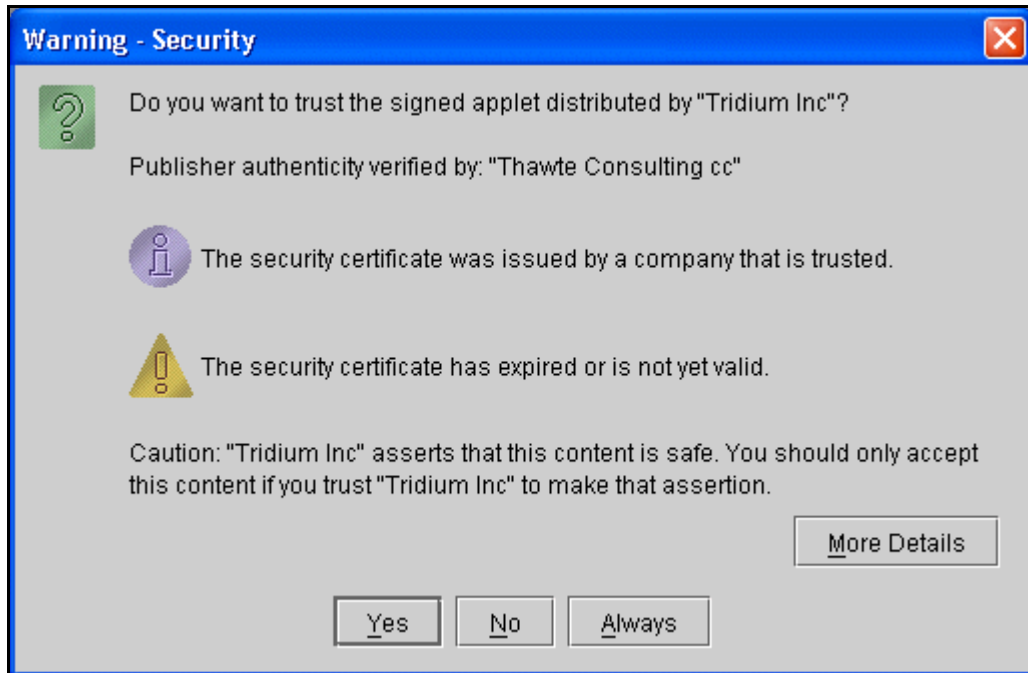 Warning - Security
Do you want to trust the signed applet distributed by "Tridium Inc"?
Publisher authenticity verified by: "Thawte Consulting cc"
The security certificate was issued by a company that is trusted.
The security certificate has expired or is not yet valid.
Caution: "Tridium Inc" asserts that this content is safe. You should only accept
this content if you trust "Tridium Inc" to make that assertion.
More Details
Yes No Always